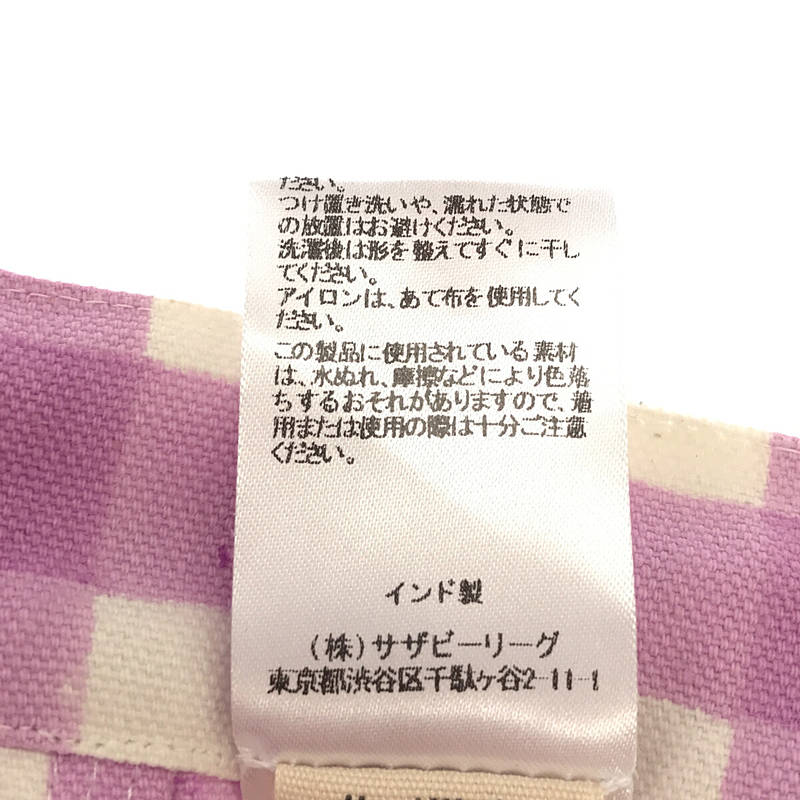 ださい。
つけ置き洗いや、濡れた状態で
の放置はお避けください。
洗濯後は形を整えてすぐに干し
てください。
アイロンは、あて布を使用してく
ださい。
この製品に使用されている素材
は、水ぬれ、摩擦などにより色落
ちするおそれがありますので、着
用または使用の際は十分ご注意
ください。
インド製
(株)サザビーリーグ
東京都渋谷区千駄ヶ谷2-11-1